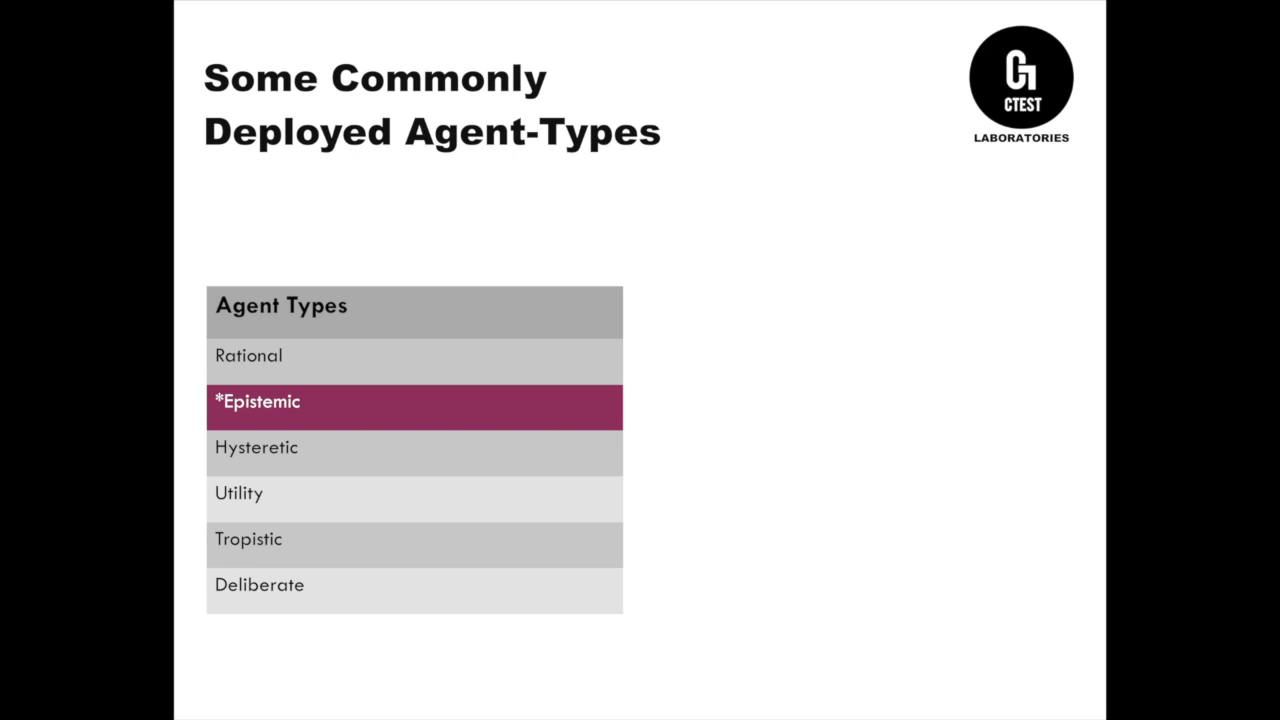 Some Commonly
Deployed Agent-Types
CTEST
LABORATORIES
Agent Types
Rational
*Epistemic
Hysteretic
Utility
Tropistic
Deliberate